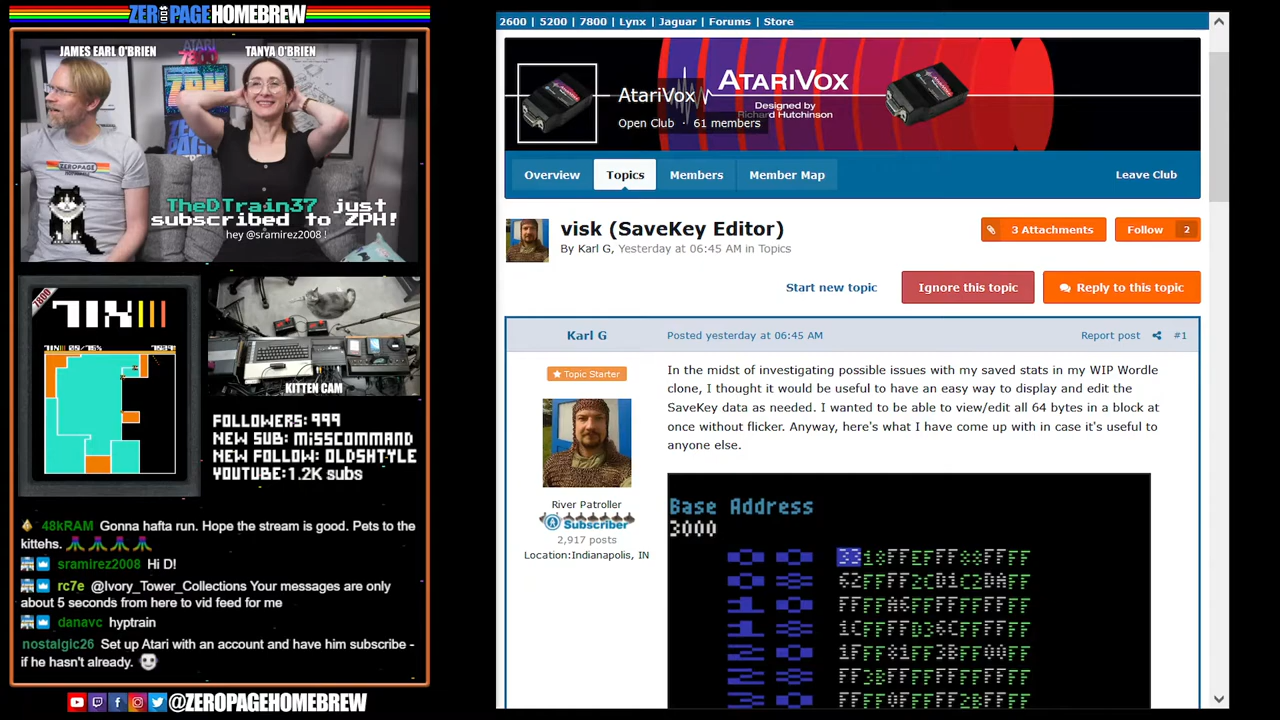 ZEROPAGEHOMEBREW
JAMES EARL O'BRIEN
TANYA O'BRIEN
ZEROPAGE
TheDTrain37 just
subscribed to ZPH!
hey @sramirez2008 !
7800
KITTEN CAM
FOLLOWERS: 999
NEW SUB: MISSCOMMAND
NEW FOLLOW: OLDSHTYLE
YOUTUBE:1.2K subs
48kRAM Gonna hafta run. Hope the stream is good. Pets to the
kittehs.
sramirez2008 Hi D!
rc7e @Ivory_Tower_Collections Your messages are only
about 5 seconds from here to vid feed for me
danavc hyptrain
nostalgic26 Set up Atari with an account and have him subscribe -
if he hasn't already.
@ZEROPAGEHOMEBREW
2600 | 5200 | 7800 | Lynx | Jaguar | Forums | Store
AtariVox
Open Club · 61 members
ATARIVOX
Designed by
Richard Hutchinson
Overview
Topics
Members
Member Map
Leave Club
visk (SaveKey Editor)
By Karl G, Yesterday at 06:45 AM in Topics
3 Attachments
Follow 2
Start new topic
Ignore this topic
Reply to this topic
Karl G
Posted yesterday at 06:45 AM
Report post
#1
Topic Starter
River Patroller
Subscriber
2,917 posts
Location:Indianapolis, IN
In the midst of investigating possible issues with my saved stats in my WIP Wordle
clone, I thought it would be useful to have an easy way to display and edit the
SaveKey data as needed. I wanted to be able to view/edit all 64 bytes in a block at
once without flicker. Anyway, here's what I have come up with in case it's useful to
anyone else.
Base Address
3000